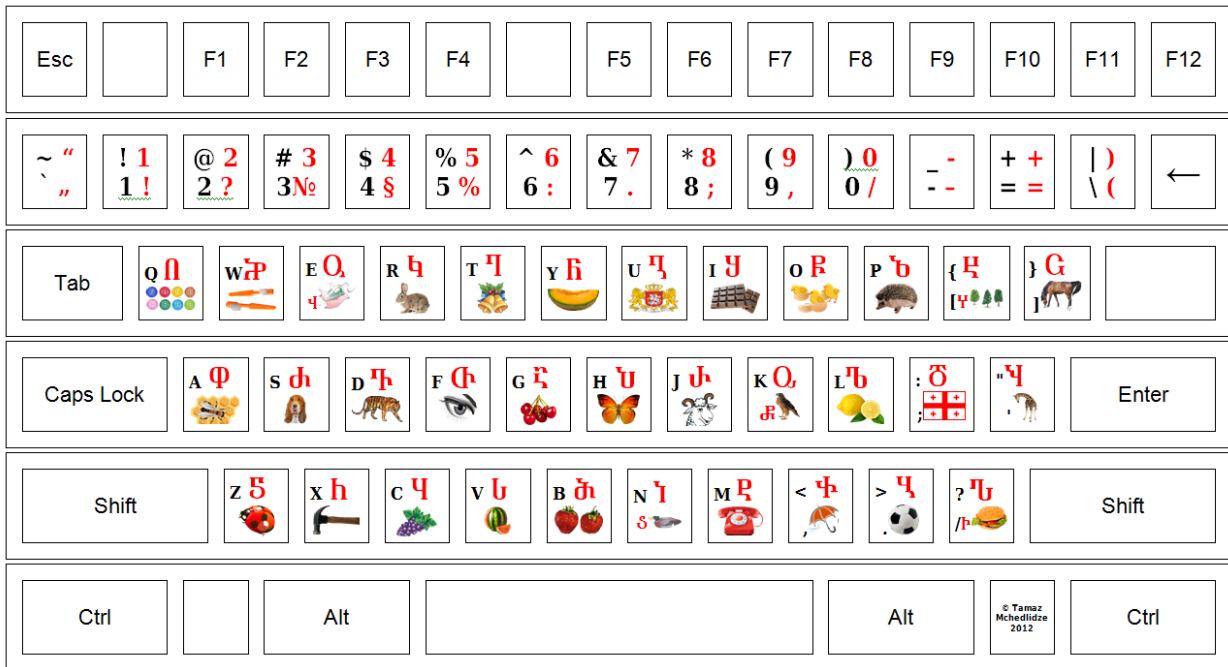 Esc F1 F2 F3 F4 F5 F6 F7 F8 F9 F10 F11 F12
~ “ ! 1 @ 2 # 3 $ 4 % 5 ^ 6 & 7 * 8 ( 9 ) 0 _ - + + | )
` „ 1 ! 2 ? 3 № 4 § 5 % 6 : 7 . 8 ; 9 , 0 / - - = = \ ( ←
Tab Q Ⴖ W Ⴟ E Ⴓ R Ⴉ T Ⴄ Y Ⴌ U Ⴂ I Ⴘ O Ⴜ P Ⴆ { Ⴞ } Ⴚ
Ⴣ [ Ⴤ ]
Caps Lock A Ⴔ S Ⴛ D Ⴅ F Ⴇ G Ⴀ H Ⴎ J Ⴐ K Ⴍ L Ⴊ : Ⴃ " Ⴏ Enter
Ⴥ ; '
Shift Z Ⴝ X Ⴙ C Ⴗ V Ⴑ B Ⴋ N Ⴈ M Ⴒ < Ⴕ > Ⴁ ? Ⴠ Shift
Ⴢ , . / Ⴡ
Ctrl Alt Alt © Tamaz Mchedlidze 2012 Ctrl